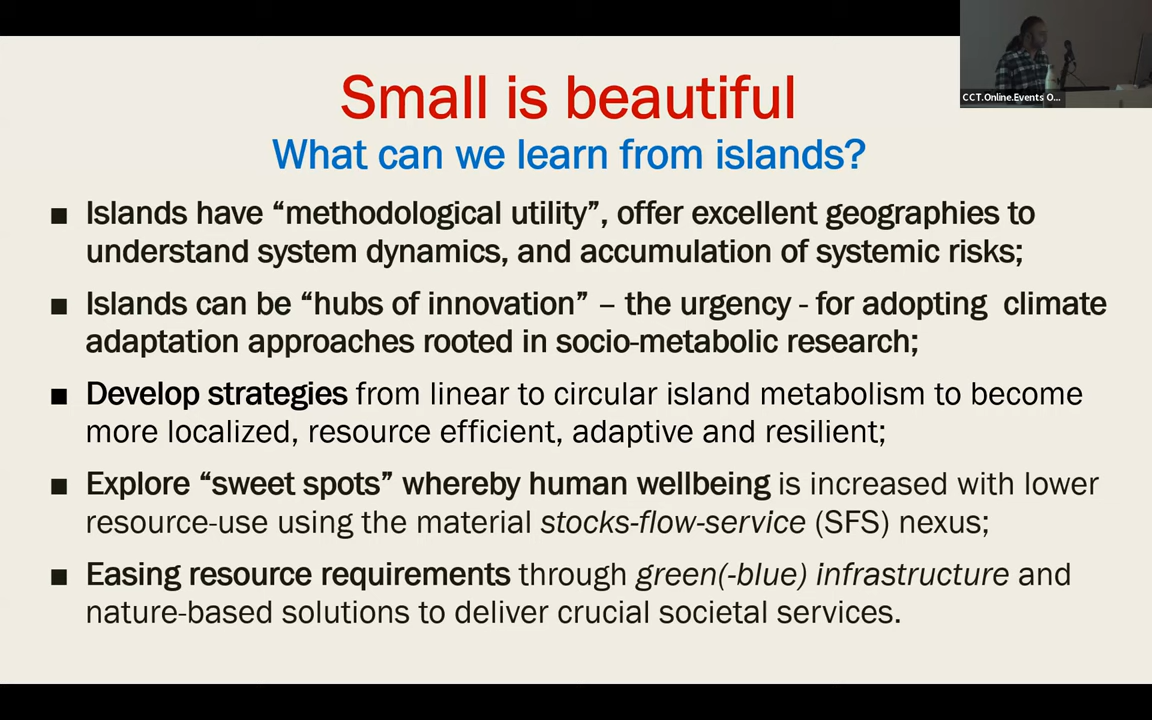 Small is beautiful
What can we learn from islands?
■ Islands have “methodological utility”, offer excellent geographies to
understand system dynamics, and accumulation of systemic risks;
■ Islands can be “hubs of innovation” – the urgency - for adopting climate
adaptation approaches rooted in socio-metabolic research;
■ Develop strategies from linear to circular island metabolism to become
more localized, resource efficient, adaptive and resilient;
■ Explore “sweet spots” whereby human wellbeing is increased with lower
resource-use using the material stocks-flow-service (SFS) nexus;
■ Easing resource requirements through green(-blue) infrastructure and
nature-based solutions to deliver crucial societal services.
CCT.Online.Events O...